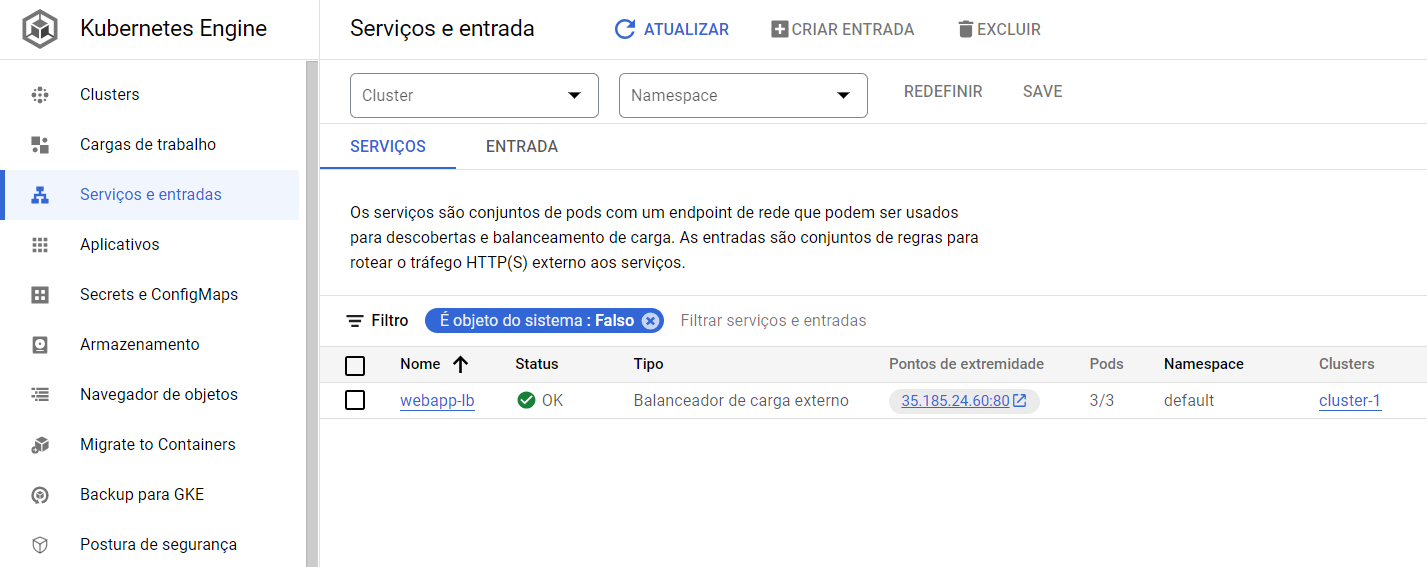 Kubernetes Engine
Serviços e entrada
ATUALIZAR
CRIAR ENTRADA
EXCLUIR
Clusters
Cargas de trabalho
Serviços e entradas
Aplicativos
Secrets e ConfigMaps
Armazenamento
Navegador de objetos
Migrate to Containers
Backup para GKE
Postura de segurança
Cluster
Namespace
REDEFINIR
SAVE
SERVIÇOS
ENTRADA
Os serviços são conjuntos de pods com um endpoint de rede que podem ser usados
para descobertas e balanceamento de carga. As entradas são conjuntos de regras para
rotear o tráfego HTTP(S) externo aos serviços.
Filtro
É objeto do sistema : Falso
Filtrar serviços e entradas
Nome Status Tipo Pontos de extremidade Pods Namespace Clusters
webapp-lb OK Balanceador de carga externo 35.185.24.60:80 3/3 default cluster-1